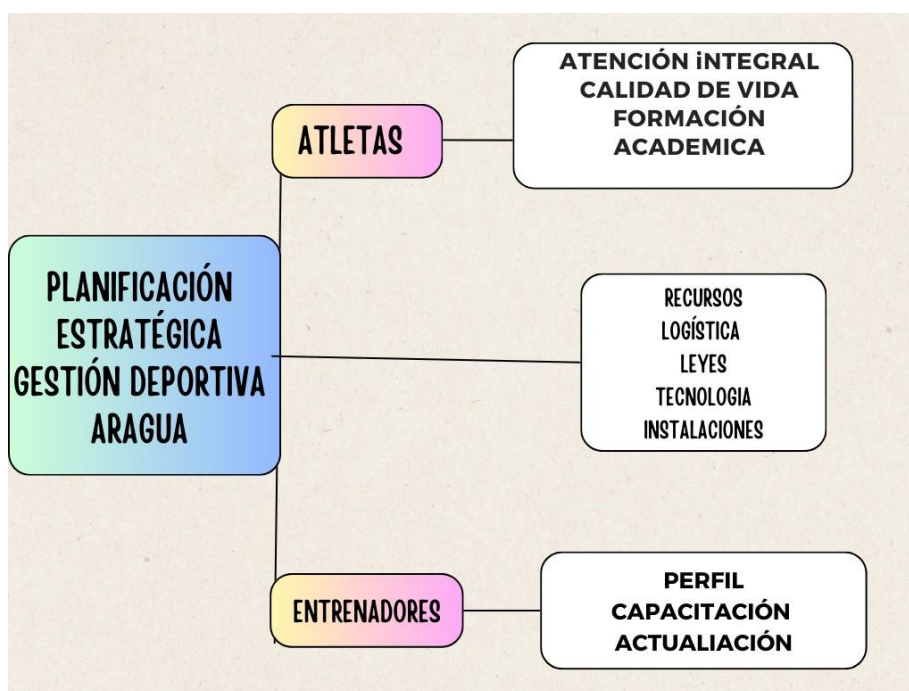 PLANIFICACIÓN
ESTRATÉGICA
GESTIÓN DEPORTIVA
ARAGUA
ATLETAS
ATENCIÓN iNTEGRAL
CALIDAD DE VIDA
FORMACIÓN
ACADEMICA
RECURSOS
LOGÍSTICA
LEYES
TECNOLOGIA
INSTALACIONES
ENTRENADORES
PERFIL
CAPACITACIÓN
ACTUALIACIÓN